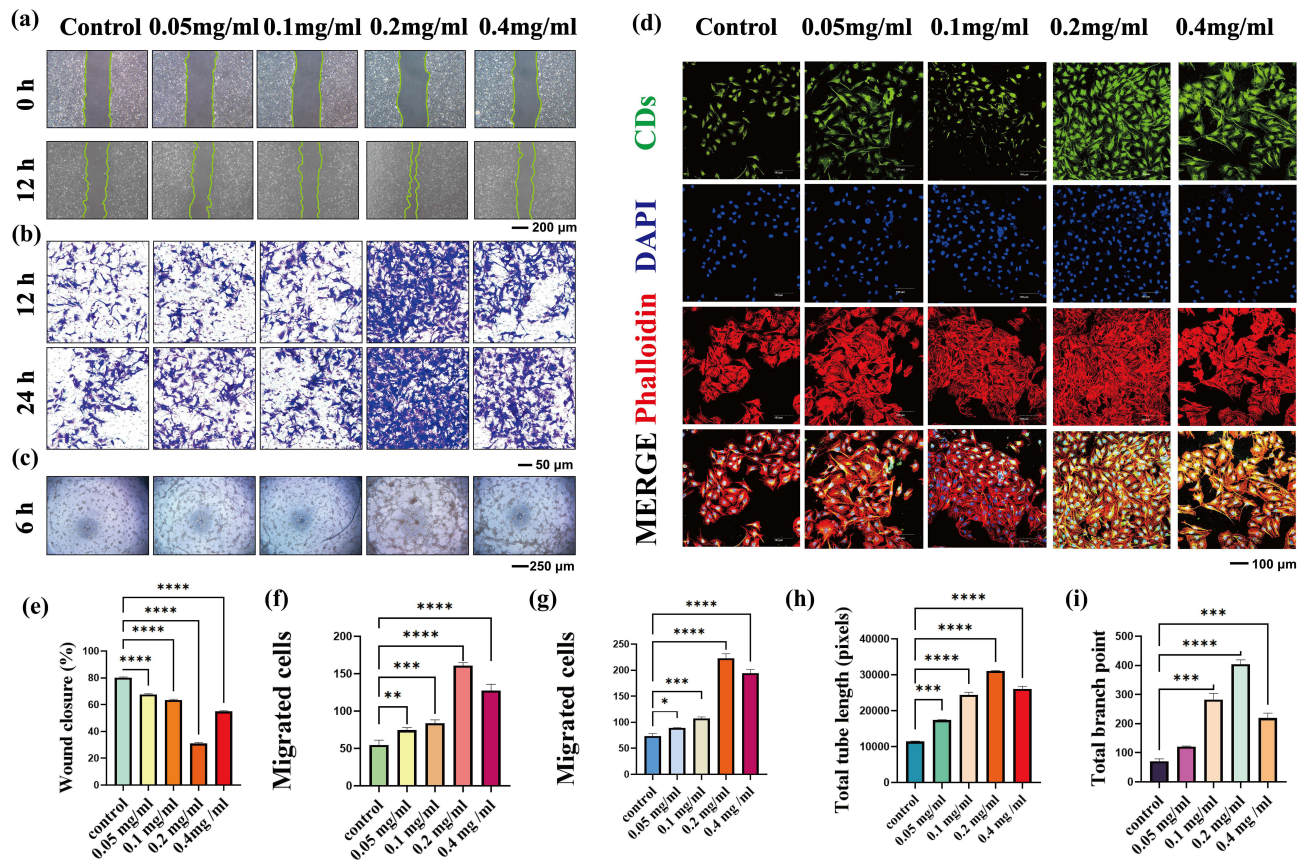 (a)
Control 0.05mg/ml 0.1mg/ml 0.2mg/ml 0.4mg/ml
0 h
12 h
200 μm
(b)
12h
24 h
50 μm
(c)
6 h
250 μm
(d)
Control 0.05mg/ml 0.1mg/ml 0.2mg/ml 0.4mg/ml
CDs
DAPI
Phalloidin
MERGE
100 μm
(e)
Wound closure (%)
100
80
60
40
20
0
****
****
****
****
control
0.05 mg/ml
0.1 mg/ml
0.2 mg/ml
0.4mg /ml
(f)
Migrated cells
200
150
100
50
0
****
****
***
**
control
0.05 mg/ml
0.1 mg/ml
0.2 mg/ml
0.4 mg /ml
(g)
Migrated cells
250
200
150
100
50
0
****
****
***
*
control
0.05 mg/ml
0.1 mg/ml
0.2 mg/ml
0.4 mg /ml
(h)
Total tube length (pixels)
40000
30000
20000
10000
0
****
****
****
***
control
0.05 mg/ml
0.1 mg/ml
0.2 mg/ml
0.4 mg /ml
(i)
Total branch point
500
400
300
200
100
0
***
****
***
control
0.05 mg/ml
0.1 mg/ml
0.2 mg/ml
0.4 mg /ml